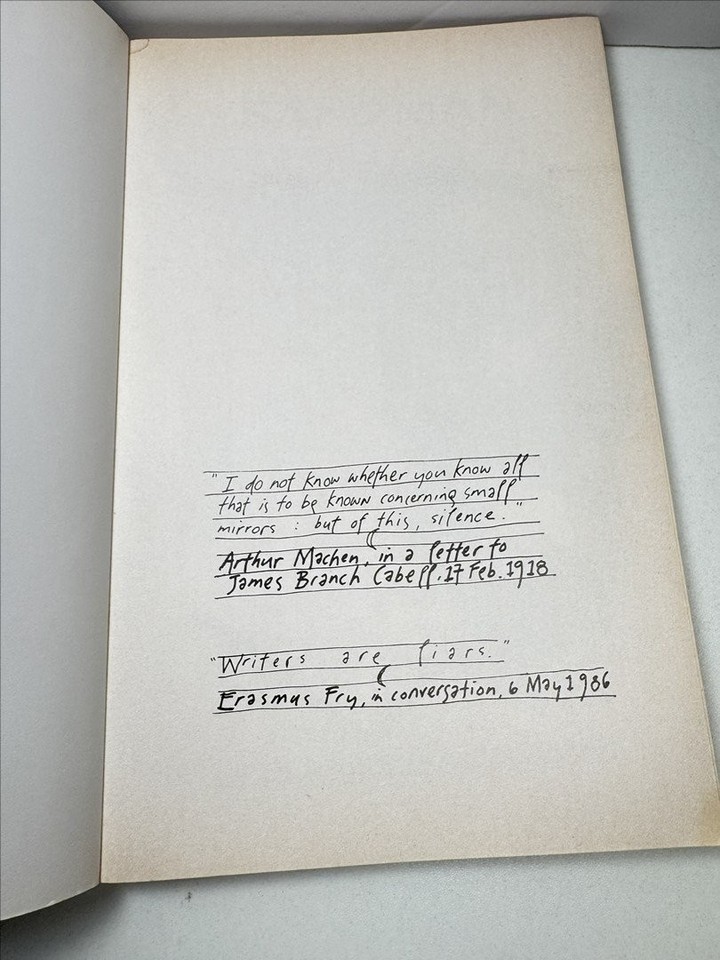 "I do not know whether you know all
that is to be known concerning small
mirrors : but of this, silence."
Arthur Machen, in a letter to
James Branch Cabell, 17 Feb. 1918
"Writers are liars."
Erasmus Fry, in conversation, 6 May 1986